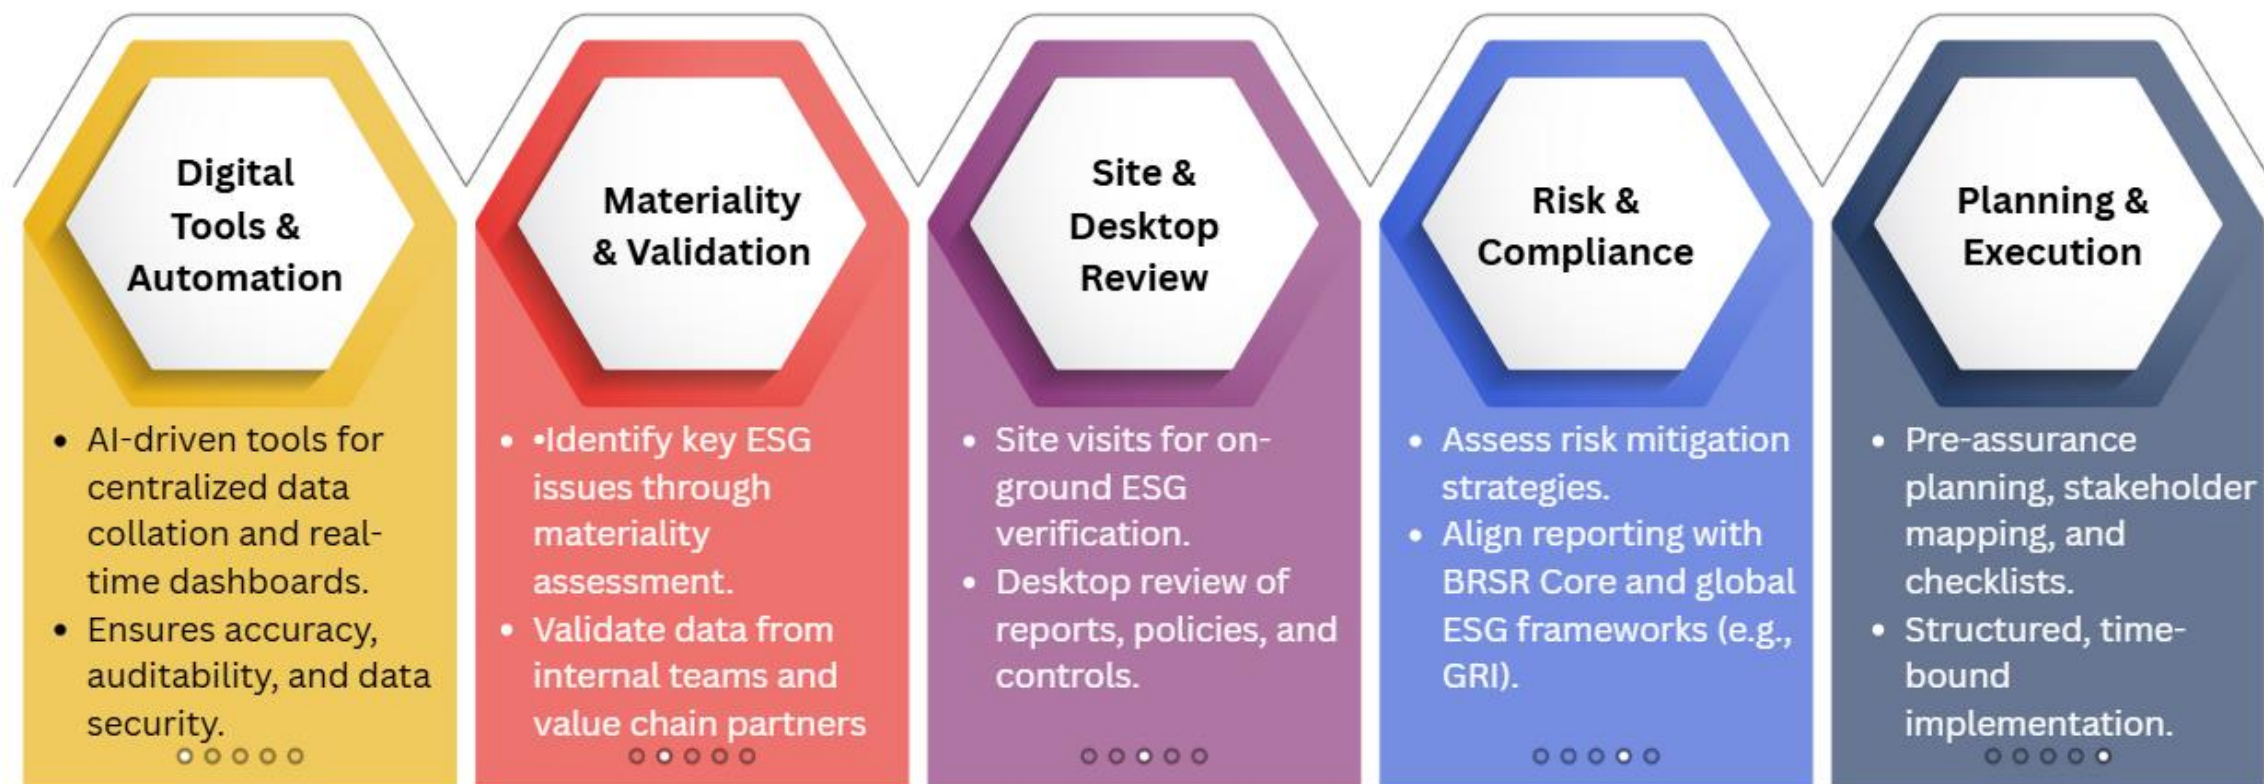 Digital
Tools &
Automation
• AI-driven tools for
centralized data
collation and real-
time dashboards.
• Ensures accuracy,
auditability, and data
security.
Materiality
& Validation
• •Identify key ESG
issues through
materiality
assessment.
• Validate data from
internal teams and
value chain partners
Site &
Desktop
Review
• Site visits for on-
ground ESG
verification.
• Desktop review of
reports, policies, and
controls.
Risk &
Compliance
• Assess risk mitigation
strategies.
• Align reporting with
BRSR Core and global
ESG frameworks (e.g.,
GRI).
Planning &
Execution
• Pre-assurance
planning, stakeholder
mapping, and
checklists.
• Structured, time-
bound
implementation.